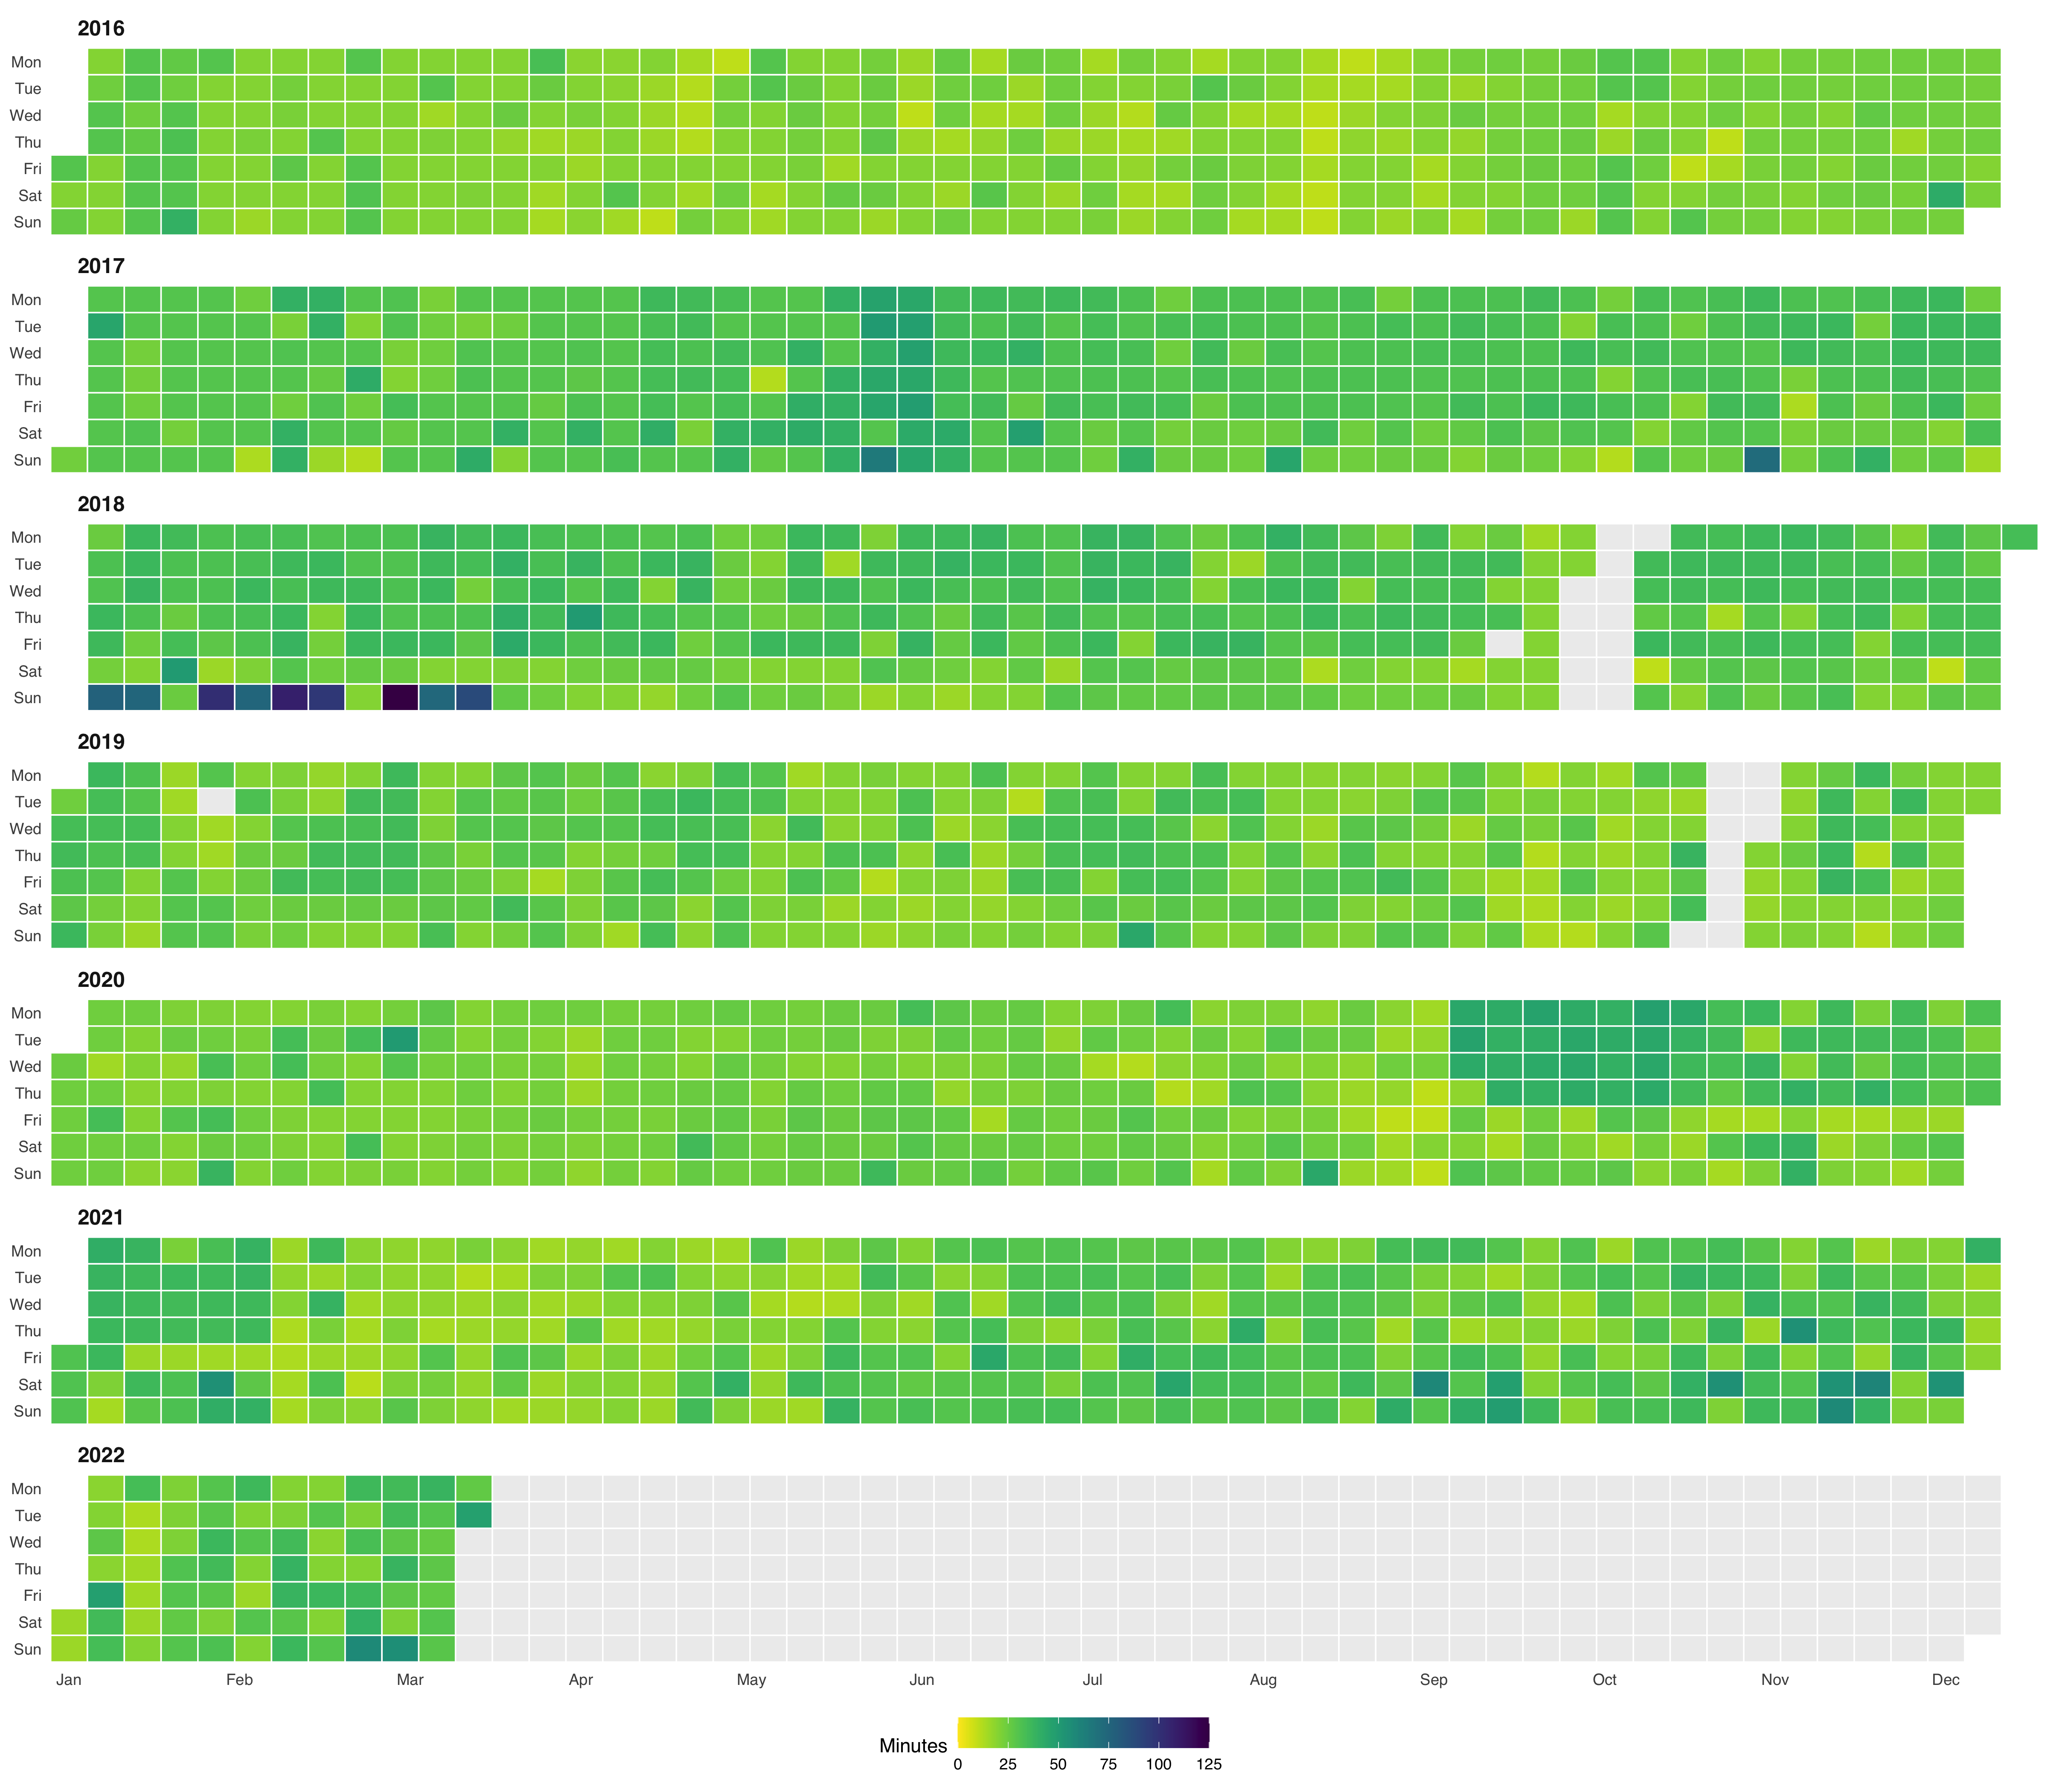 2016
Mon
Tue
Wed
Thu
Fri
Sat
Sun
2017
Mon
Tue
Wed
Thu
Fri
Sat
Sun
2018
Mon
Tue
Wed
Thu
Fri
Sat
Sun
2019
Mon
Tue
Wed
Thu
Fri
Sat
Sun
2020
Mon
Tue
Wed
Thu
Fri
Sat
Sun
2021
Mon
Tue
Wed
Thu
Fri
Sat
Sun
2022
Mon
Tue
Wed
Thu
Fri
Sat
Sun
Jan Feb Mar Apr May Jun Jul Aug Sep Oct Nov Dec
Minutes
0 25 50 75 100 125